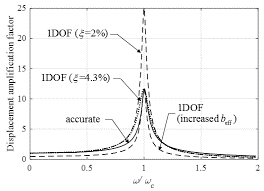 Displacement amplification factor
25
20
15
10
5
0
1DOF (ξ=2%)
1DOF (ξ=4.3%)
accurate
1DOF
(increased b_eff)
0
0.5
1
1.5
2
ω/ω_c